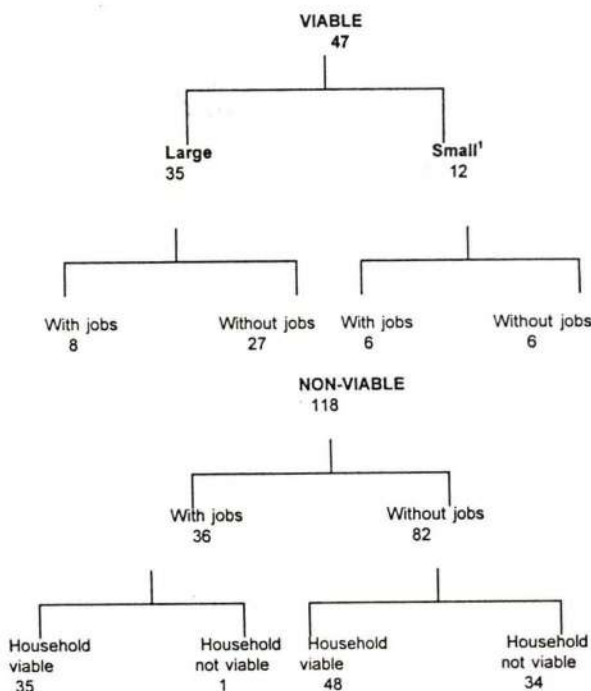 VIABLE
47
Large
35
Small¹
12
With jobs
8
Without jobs
27
With jobs
6
Without jobs
6
NON-VIABLE
118
With jobs
36
Without jobs
82
Household
viable
35
Household
not viable
1
Household
viable
48
Household
not viable
34